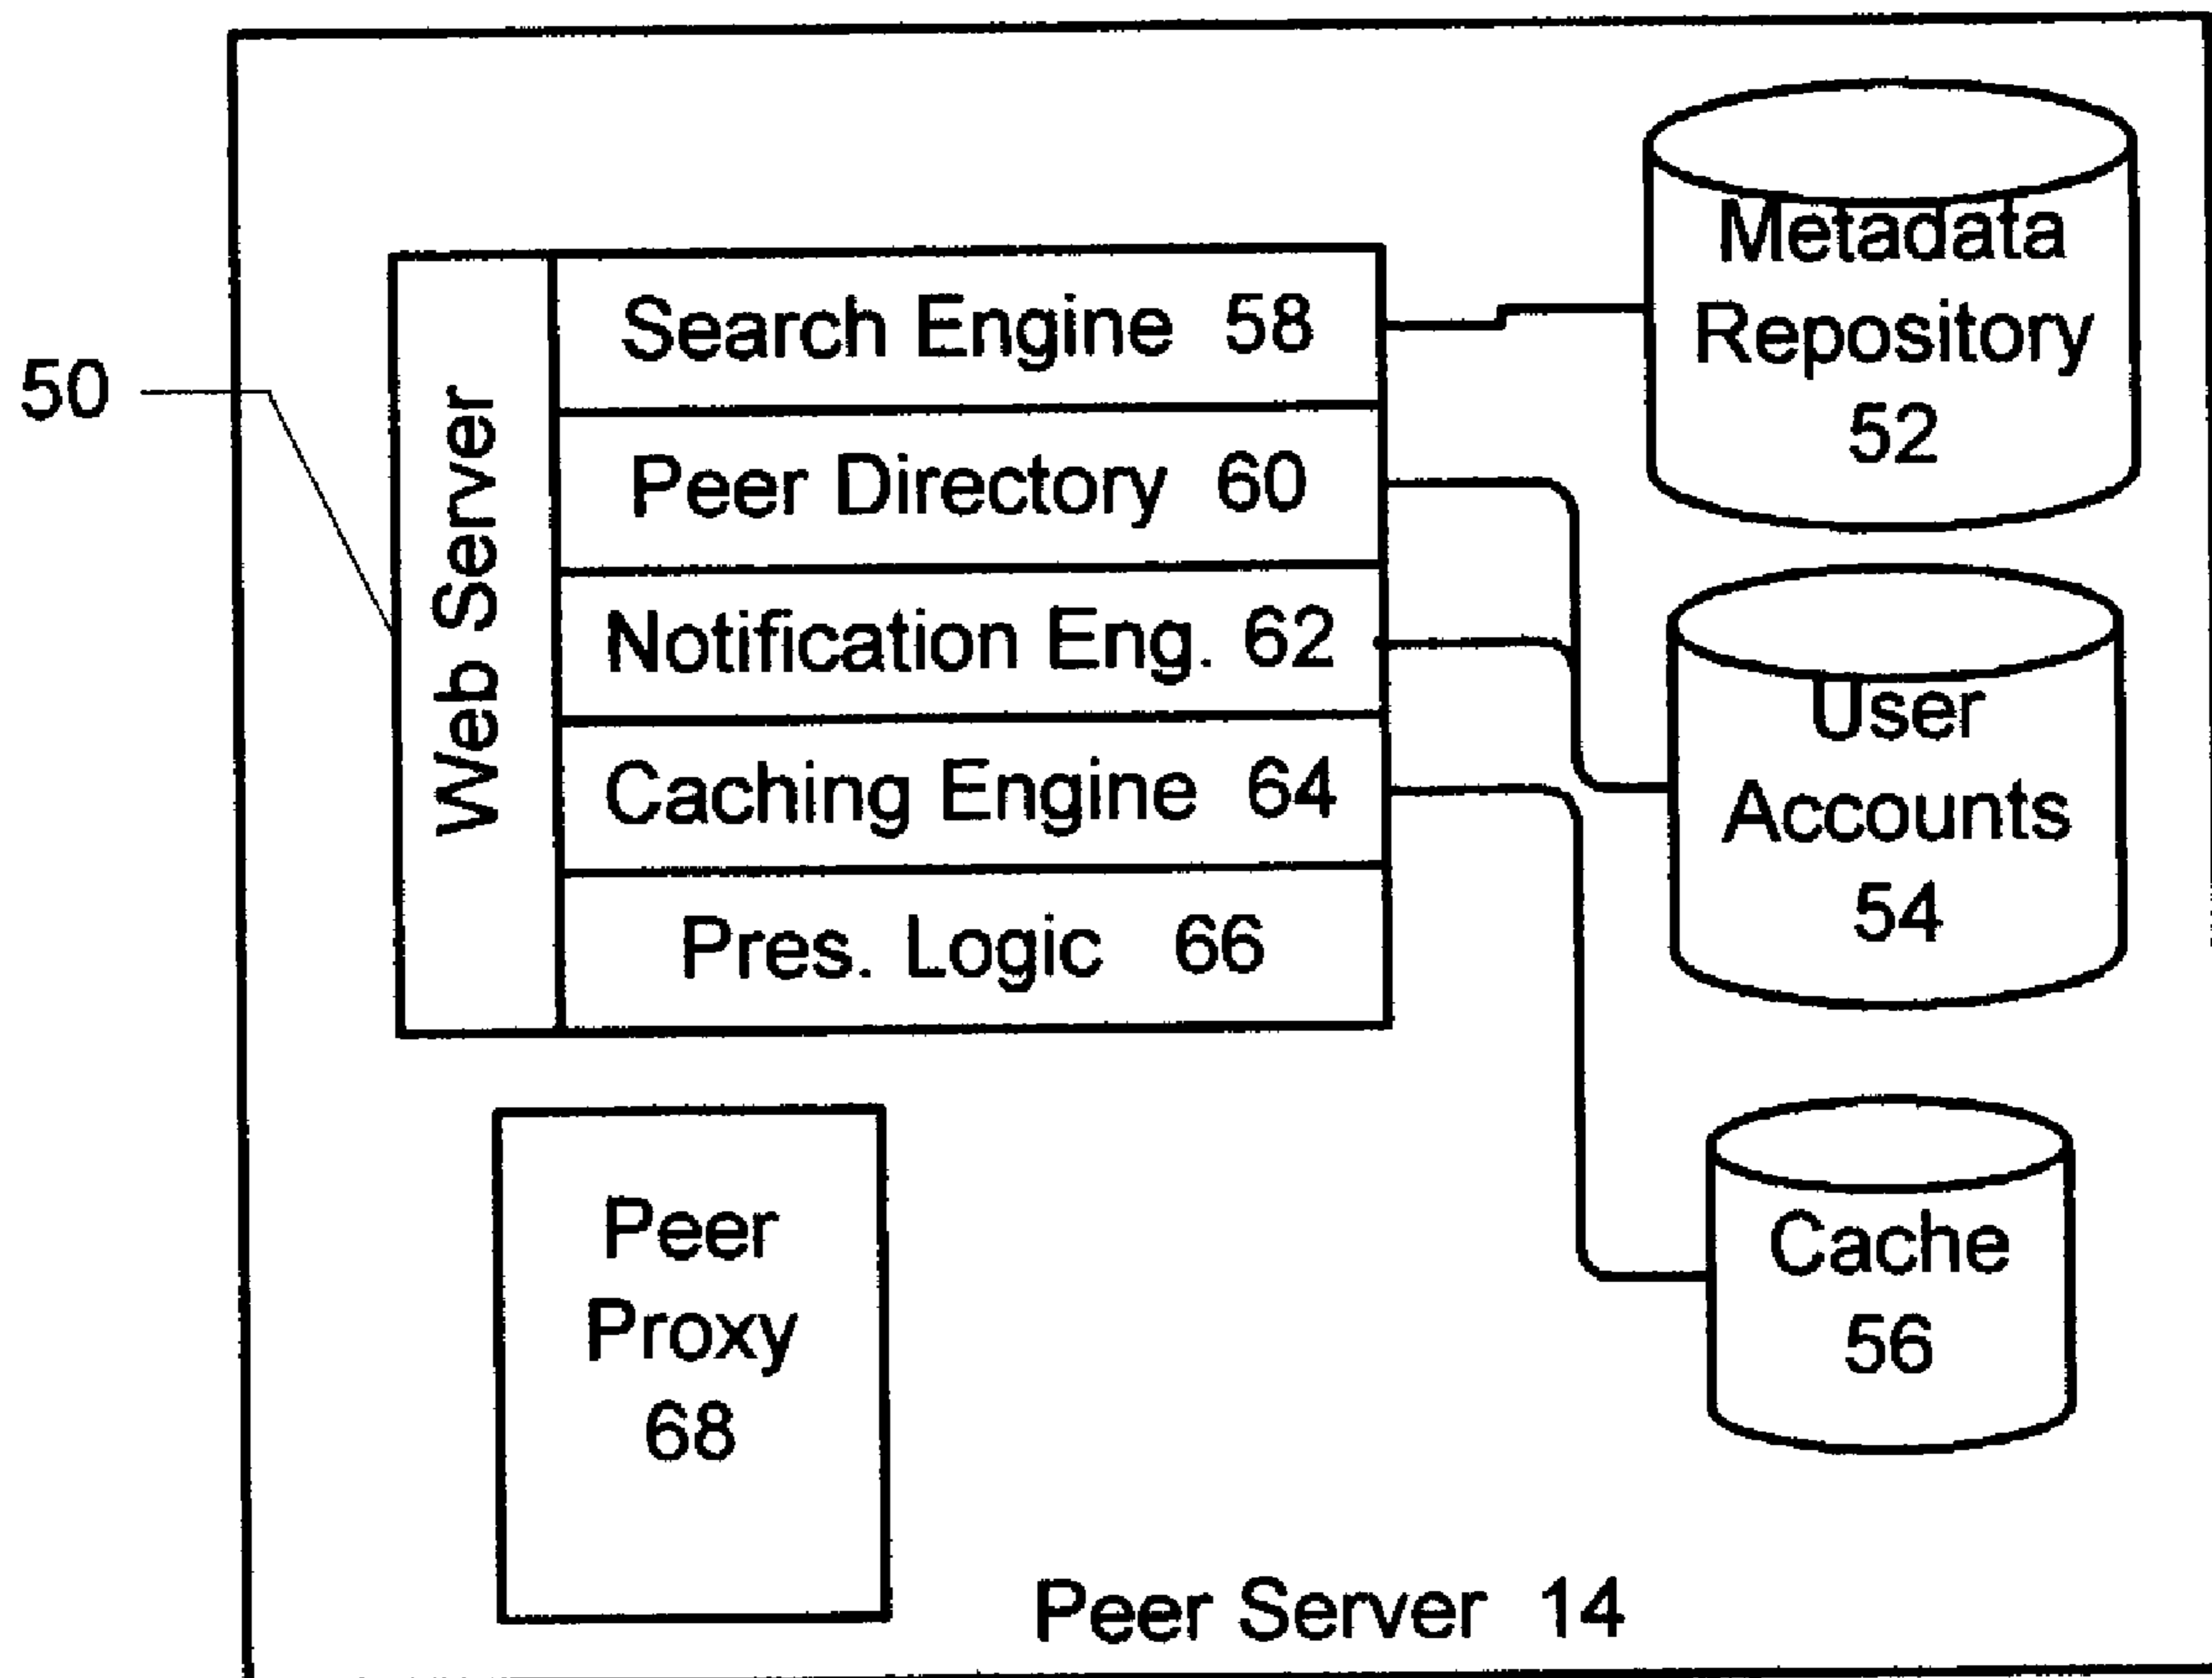 50
Web Server
Search Engine 58
Peer Directory 60
Notification Eng. 62
Caching Engine 64
Pres. Logic 66
Metadata
Repository
52
User
Accounts
54
Cache
56
Peer
Proxy
68
Peer Server 14